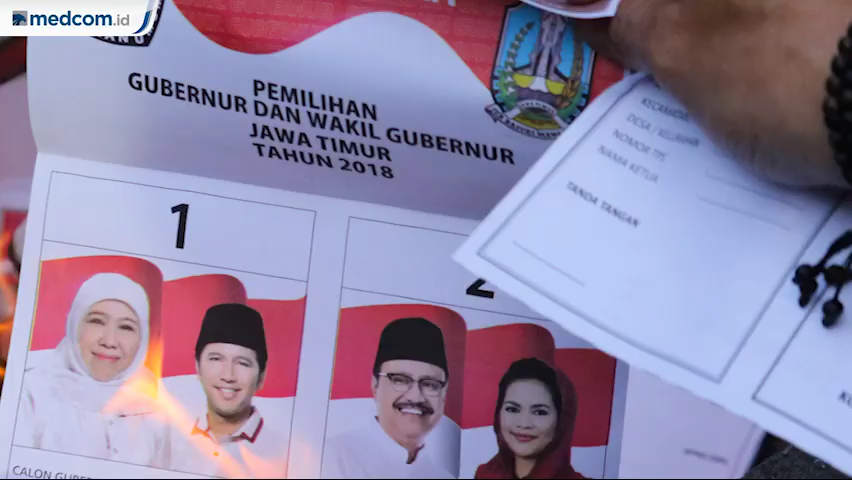 medcom.id
PEMILIHAN
GUBERNUR DAN WAKIL GUBERNUR
JAWA TIMUR
TAHUN 2018
1
2
CALON GUBE
KECAMATAN
DESA / KELURAHAN
NOMOR TPS
NAMA KETUA
TANDA TANGAN